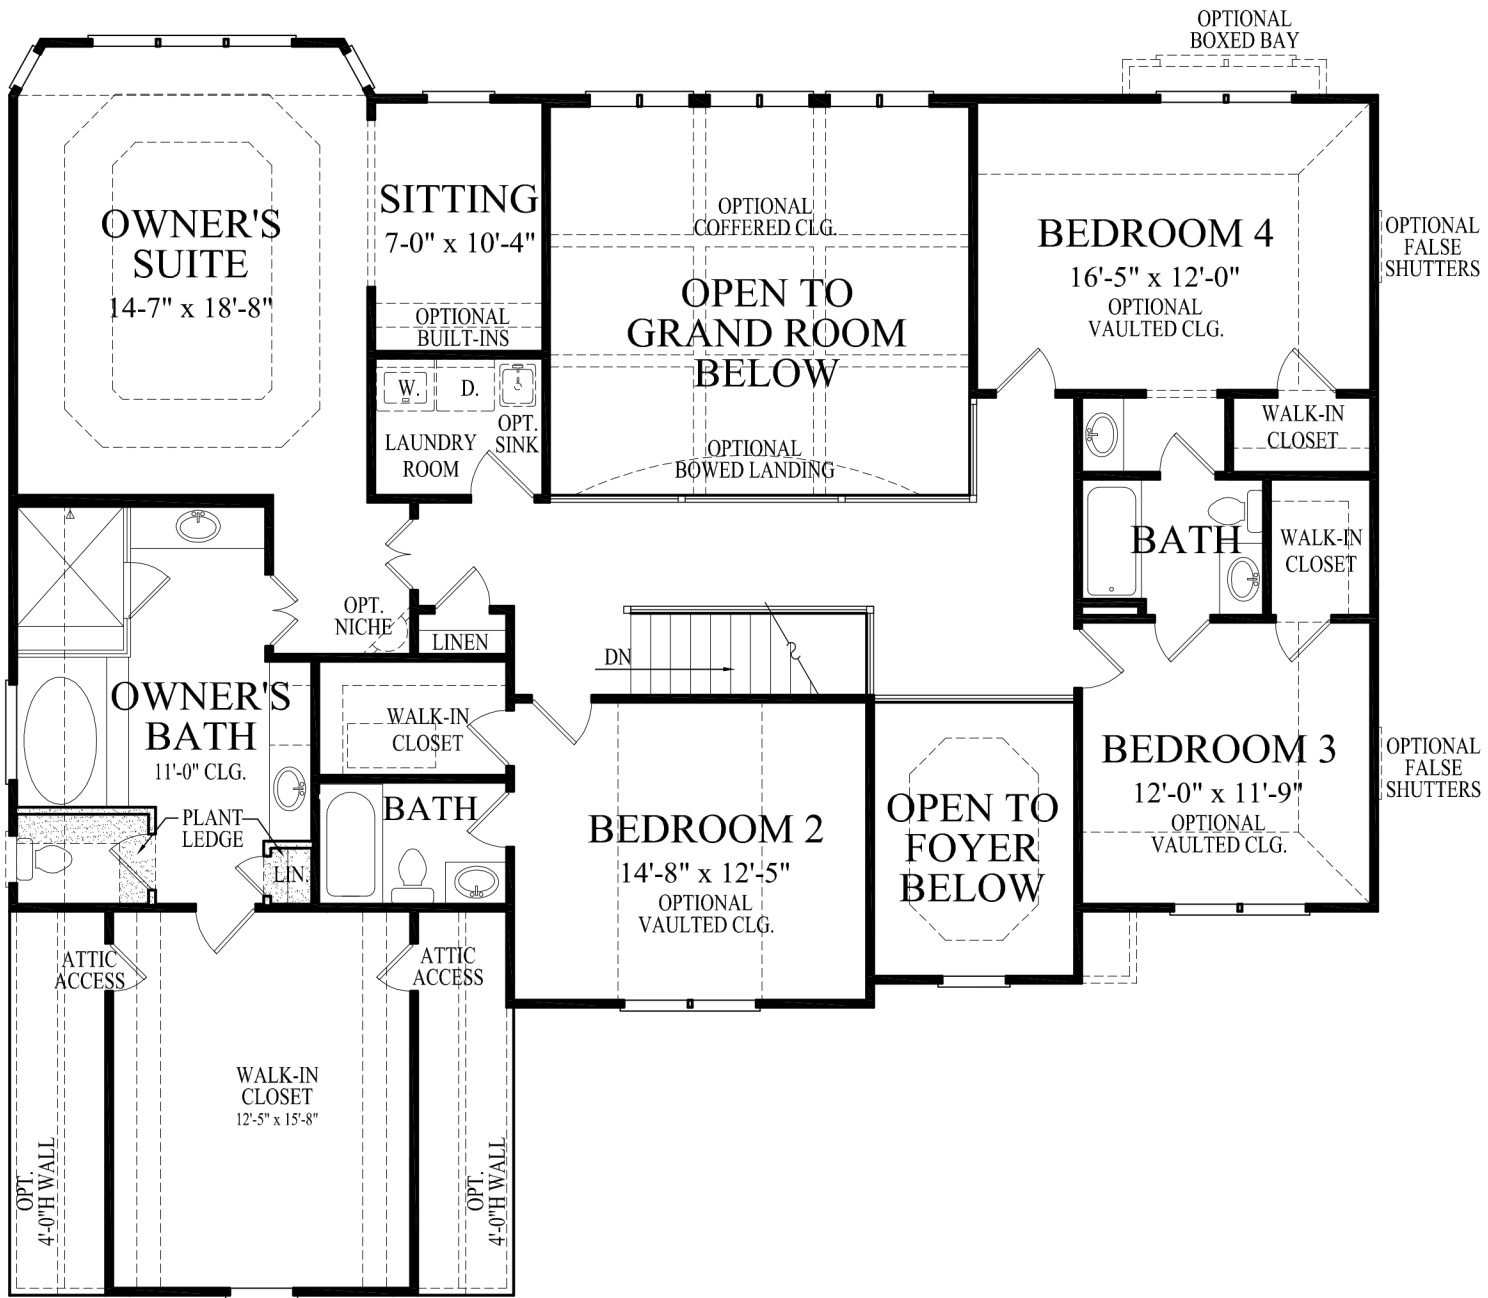 OPTIONAL
BOXED BAY
OWNER'S
SUITE
14-7" x 18'-8"
SITTING
7-0" x 10'-4"
OPTIONAL
BUILT-INS
OPTIONAL
COFFERED CLG.
OPEN TO
GRAND ROOM
BELOW
OPTIONAL
BOWED LANDING
BEDROOM 4
16'-5" x 12'-0"
OPTIONAL
VAULTED CLG.
OPTIONAL
FALSE
SHUTTERS
W.
D.
OPT.
SINK
LAUNDRY
ROOM
WALK-IN
CLOSET
BATH
WALK-IN
CLOSET
OPT.
NICHE
LINEN
DN
OWNER'S
BATH
11'-0" CLG.
WALK-IN
CLOSET
PLANT
LEDGE
LIN.
BATH
BEDROOM 2
14'-8" x 12'-5"
OPTIONAL
VAULTED CLG.
OPEN TO
FOYER
BELOW
BEDROOM 3
12'-0" x 11'-9"
OPTIONAL
VAULTED CLG.
OPTIONAL
FALSE
SHUTTERS
ATTIC
ACCESS
ATTIC
ACCESS
WALK-IN
CLOSET
12'-5" x 15'-8"
OPT.
4'-0"H WALL
OPT.
4'-0"H WALL